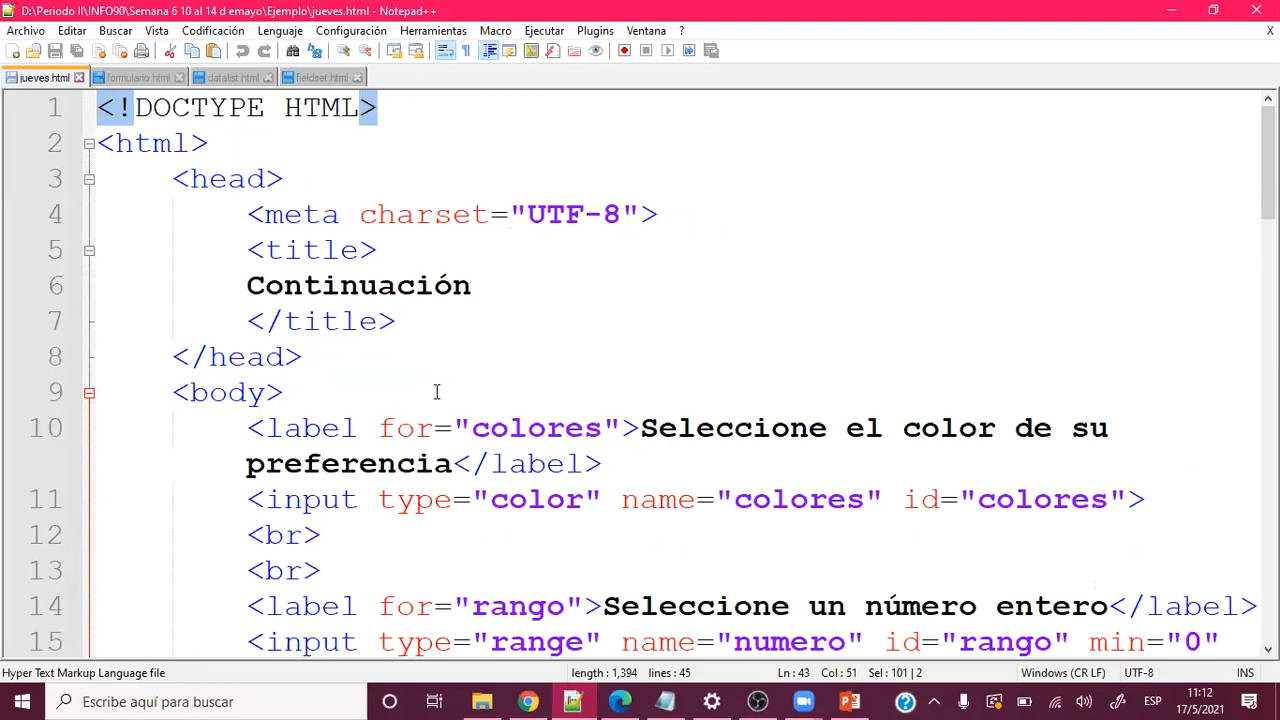 D:\Periodo II\INFO90\Semana 6 10 al 14 d emayo\Ejemplo\jueves.html - Notepad++
Archivo Editar Buscar Vista Codificación Lenguaje Configuración Herramientas Macro Ejecutar Plugins Ventana ? X
jueves.html formulario.html datalist.html fieldset.html
1 <!DOCTYPE HTML>
2 <html>
3 <head>
4 <meta charset="UTF-8">
5 <title>
6 Continuación
7 </title>
8 </head>
9 <body>
10 <label for="colores">Seleccione el color de su
preferencia</label>
11 <input type="color" name="colores" id="colores">
12 <br>
13 <br>
14 <label for="rango">Seleccione un número entero</label>
15 <input type="range" name="numero" id="rango" min="0"
Hyper Text Markup Language file length : 1,394 lines : 45 Ln : 43 Col : 51 Sel : 101 | 2 Windows (CR LF) UTF-8 INS
Escribe aquí para buscar ESP 11:12
17/5/2021